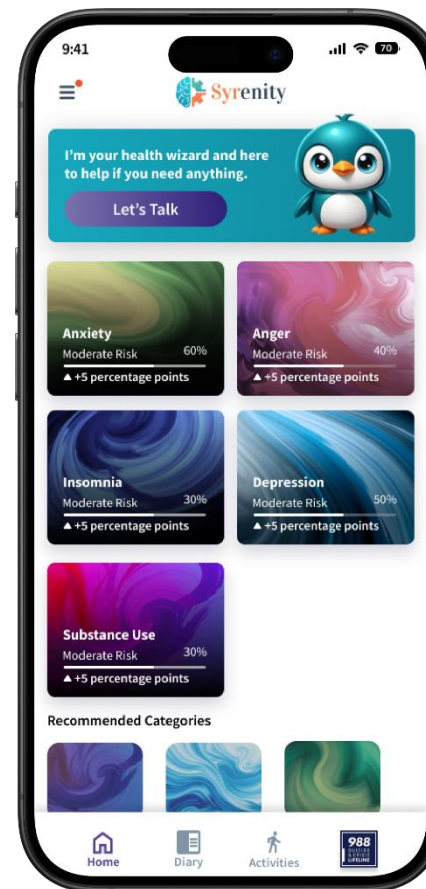 9:41
70
Syrenity
I'm your health wizard and here
to help if you need anything.
Let's Talk
Anxiety
Moderate Risk 60%
▲ +5 percentage points
Anger
Moderate Risk 40%
▲ +5 percentage points
Insomnia
Moderate Risk 30%
▲ +5 percentage points
Depression
Moderate Risk 50%
▲ +5 percentage points
Substance Use
Moderate Risk 30%
▲ +5 percentage points
Recommended Categories
Home
Diary
Activities
988
SUICIDE
& CRISIS
LIFELINE